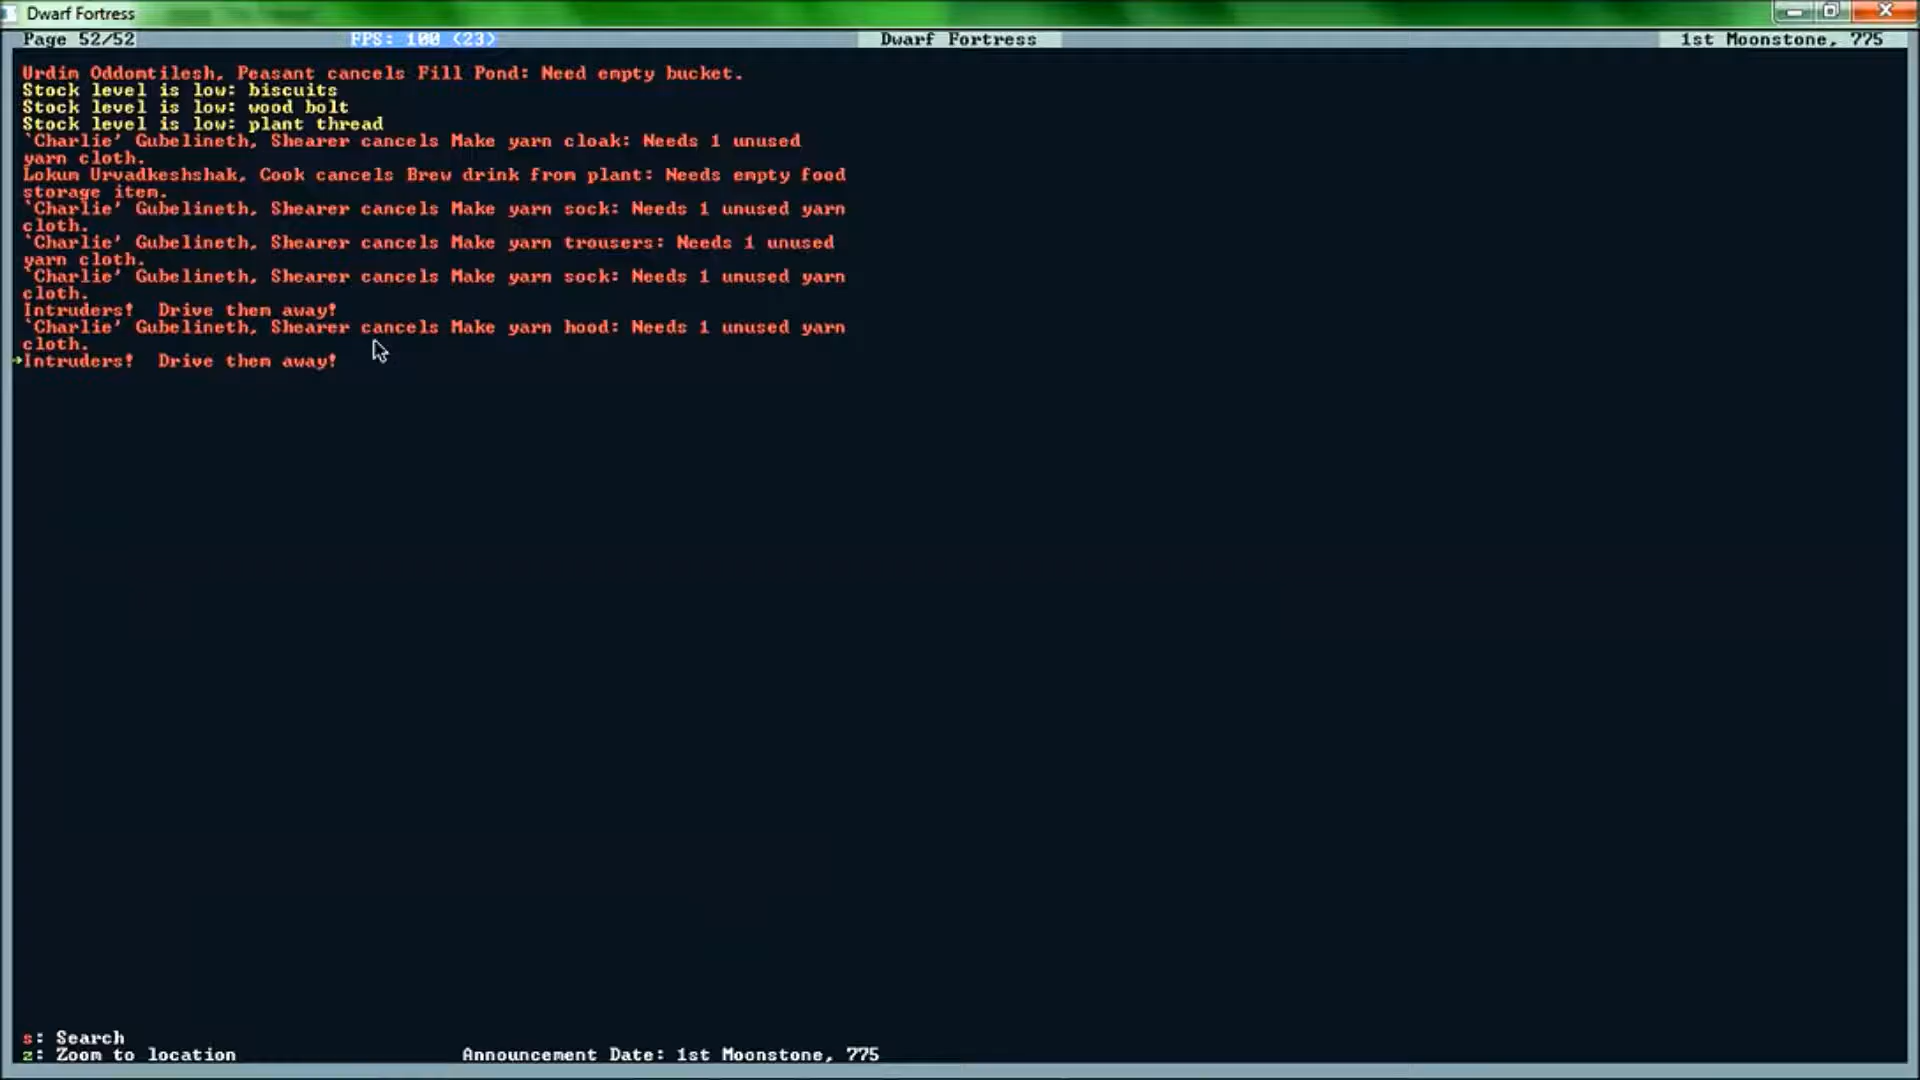 Dwarf Fortress
Page 52/52 FPS: 100 (23) Dwarf Fortress 1st Moonstone, 775
Urdim Oddomtilesh, Peasant cancels Fill Pond: Need empty bucket.
Stock level is low: biscuits
Stock level is low: wood bolt
Stock level is low: plant thread
`Charlie' Gubelineth, Shearer cancels Make yarn cloak: Needs 1 unused
yarn cloth.
Lokum Urvadkeshshak, Cook cancels Brew drink from plant: Needs empty food
storage item.
`Charlie' Gubelineth, Shearer cancels Make yarn sock: Needs 1 unused yarn
cloth.
`Charlie' Gubelineth, Shearer cancels Make yarn trousers: Needs 1 unused
yarn cloth.
`Charlie' Gubelineth, Shearer cancels Make yarn sock: Needs 1 unused yarn
cloth.
Intruders!  Drive them away!
`Charlie' Gubelineth, Shearer cancels Make yarn hood: Needs 1 unused yarn
cloth.
Intruders!  Drive them away!
s: Search
z: Zoom to location Announcement Date: 1st Moonstone, 775